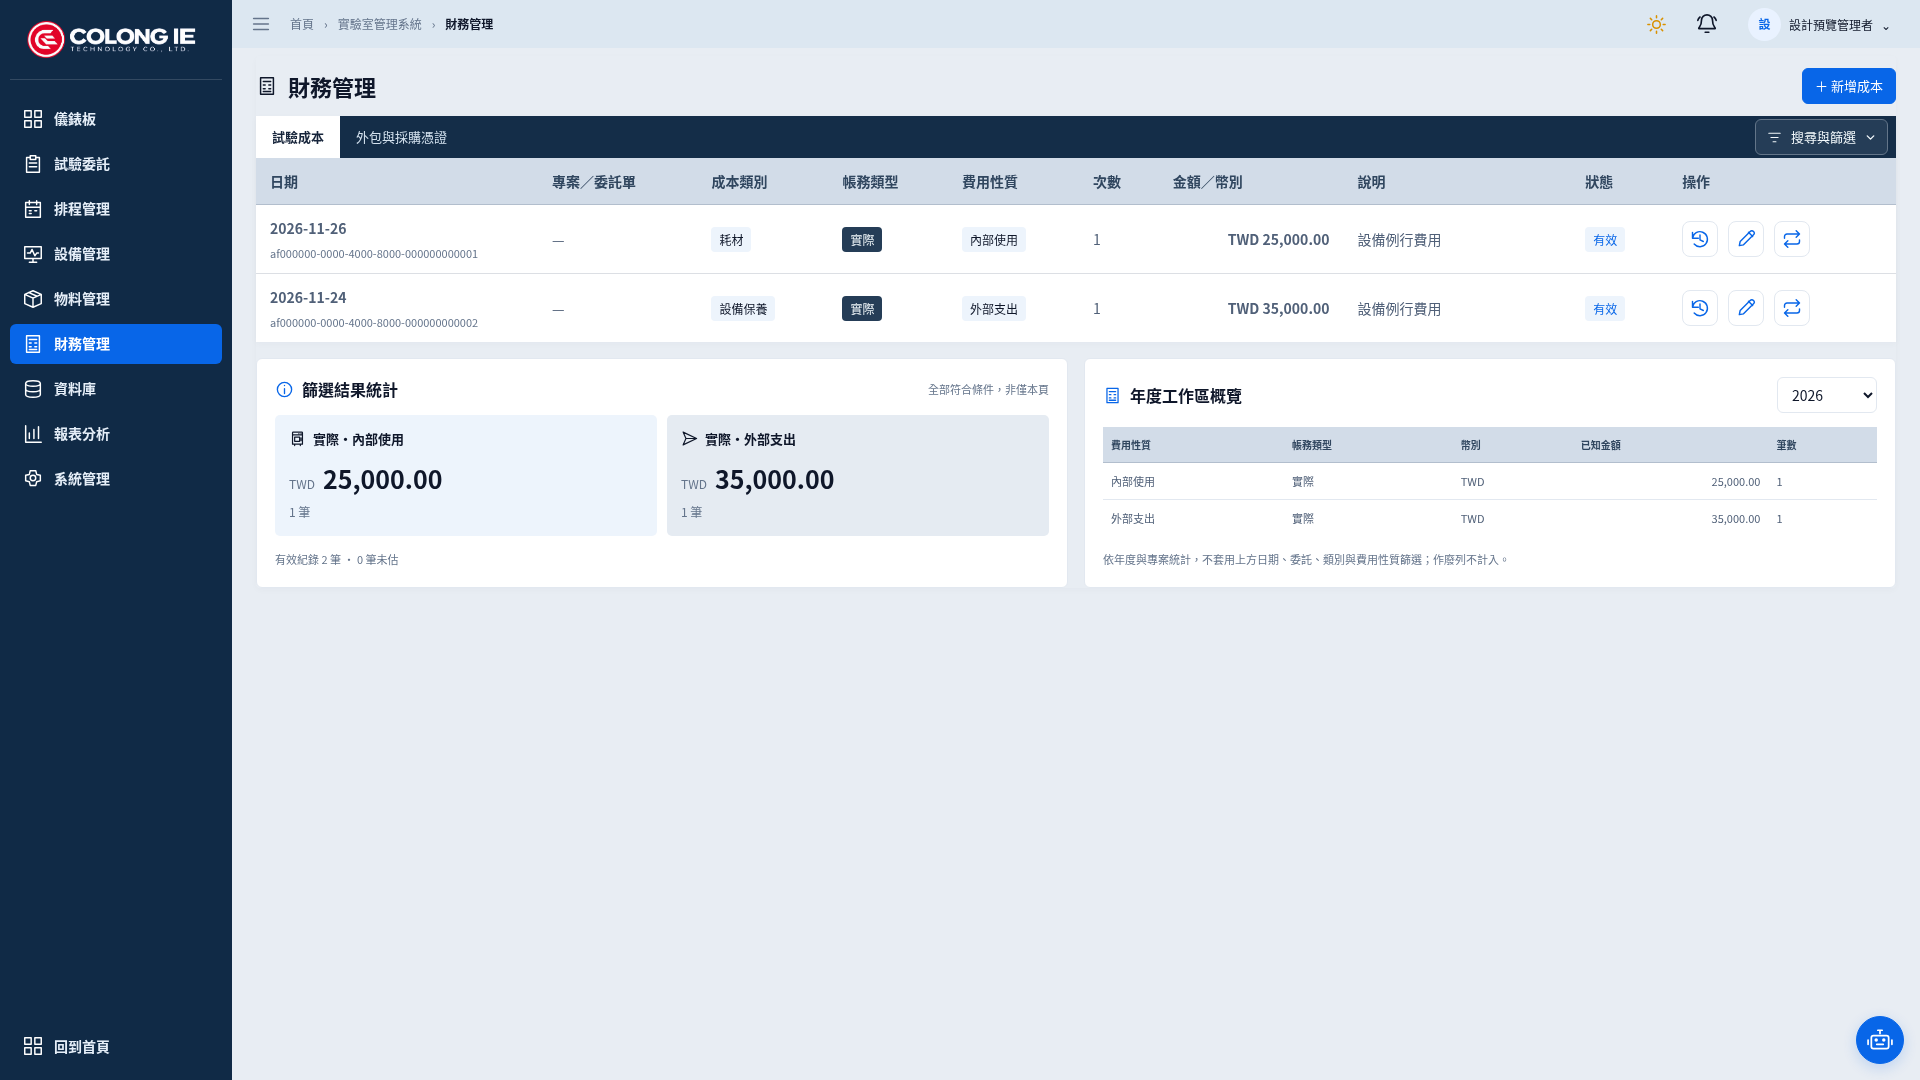 COLONG IE
TECHNOLOGY CO., LTD.
儀錶板
試驗委託
排程管理
設備管理
物料管理
財務管理
資料庫
報表分析
系統管理
回到首頁
首頁 › 實驗室管理系統 › 財務管理
設 設計預覽管理者
財務管理
+ 新增成本
試驗成本 外包與採購憑證 搜尋與篩選
日期 專案／委託單 成本類別 帳務類型 費用性質 次數 金額／幣別 說明 狀態 操作
2026-11-26
af000000-0000-4000-8000-000000000001
— 耗材 實際 內部使用 1 TWD 25,000.00 設備例行費用 有效
2026-11-24
af000000-0000-4000-8000-000000000002
— 設備保養 實際 外部支出 1 TWD 35,000.00 設備例行費用 有效
篩選結果統計 全部符合條件，非僅本頁
實際・內部使用
TWD 25,000.00
1 筆
實際・外部支出
TWD 35,000.00
1 筆
有效紀錄 2 筆 ・ 0 筆未估
年度工作區概覽 2026
費用性質 帳務類型 幣別 已知金額 筆數
內部使用 實際 TWD 25,000.00 1
外部支出 實際 TWD 35,000.00 1
依年度與專案統計，不套用上方日期、委託、類別與費用性質篩選；作廢列不計入。